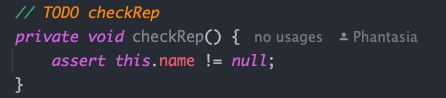 // TODO checkRep
private void checkRep() { no usages Phantasia
assert this.name != null;
}